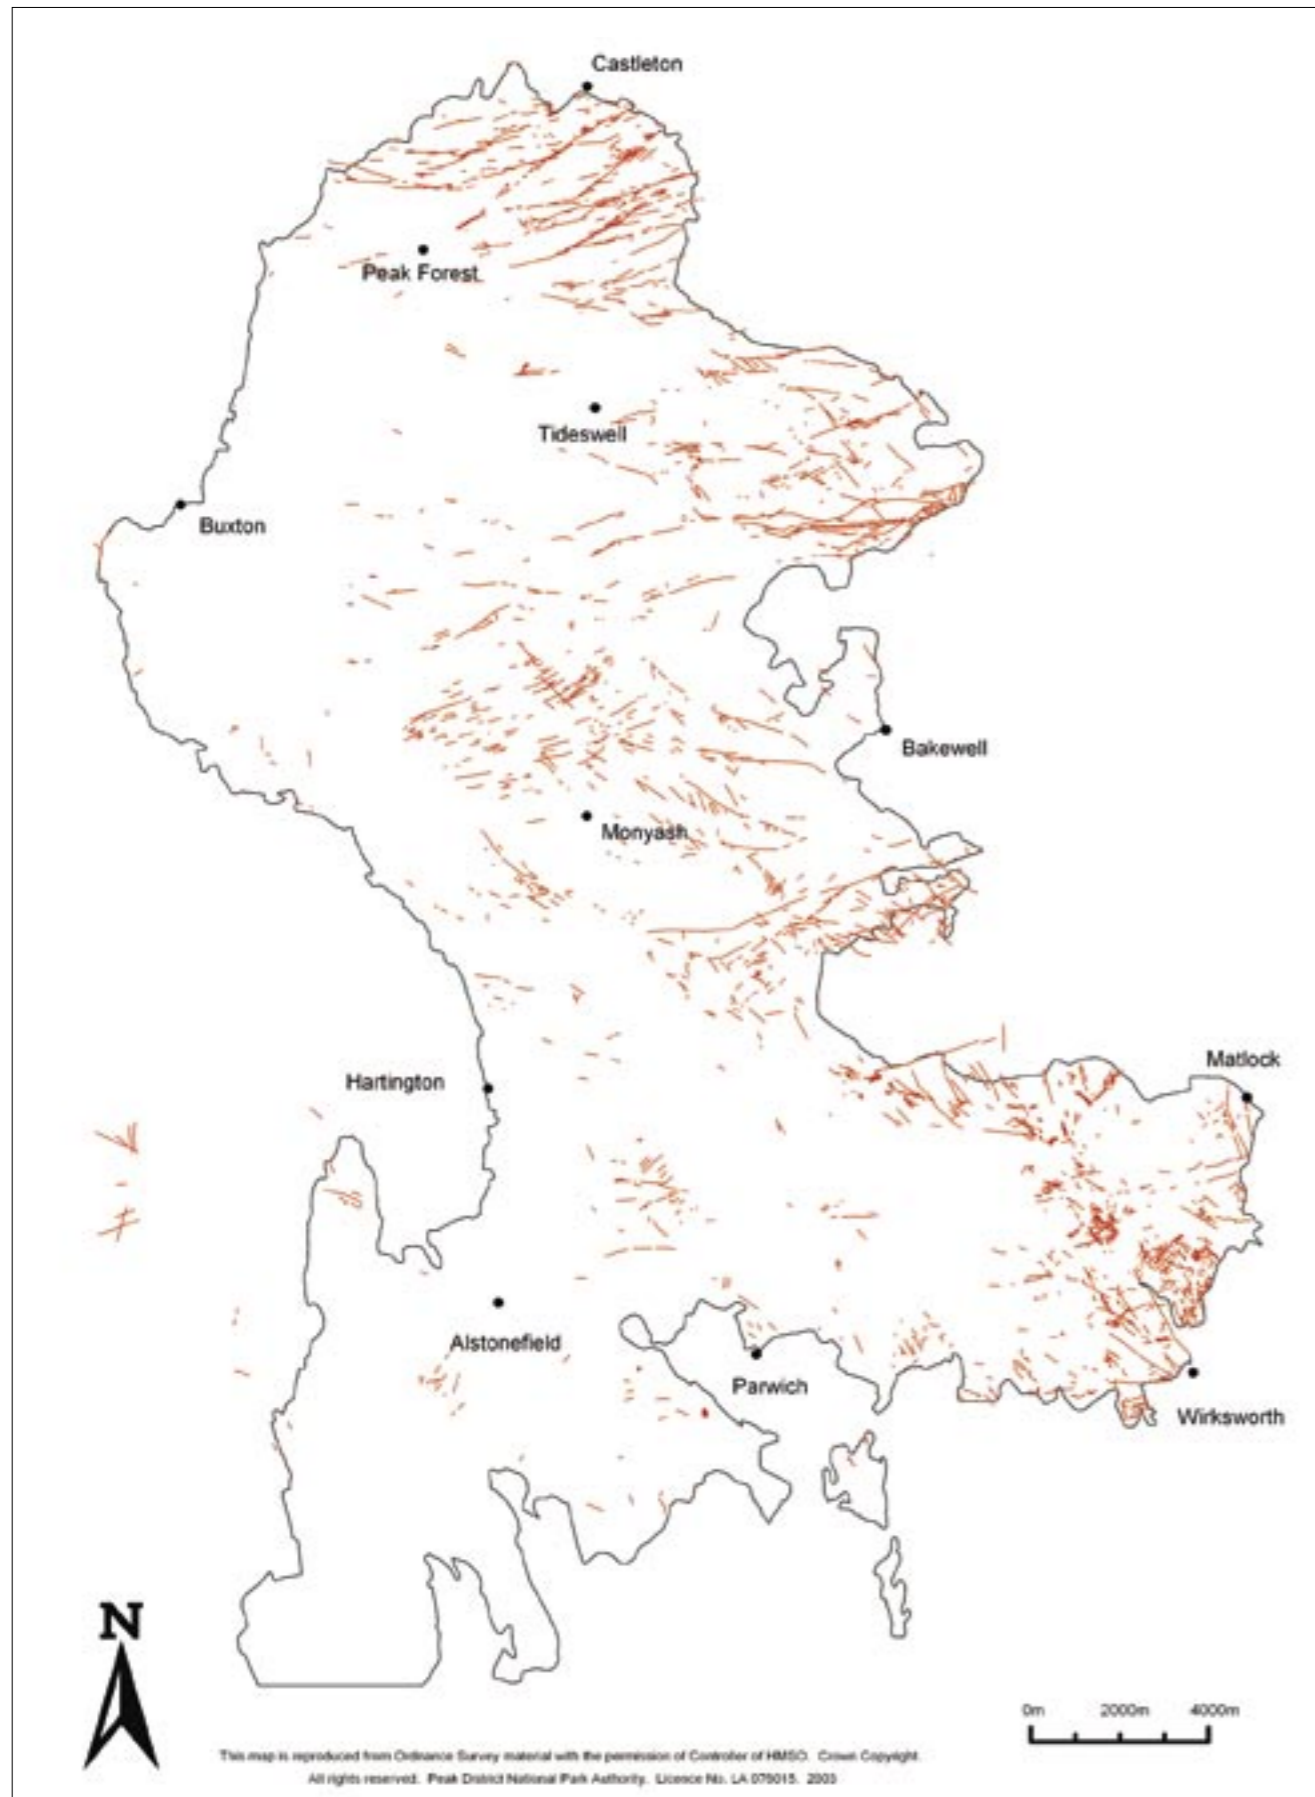 Castleton
Peak Forest
Tideswell
Buxton
Bakewell
Monyash
Hartington
Matlock
Alstonefield
Parwich
Wirksworth
N
0m 2000m 4000m
This map is reproduced from Ordnance Survey material with the permission of Controller of HMSO. Crown Copyright.
All rights reserved. Peak District National Park Authority. Licence No. LA 079015. 2003